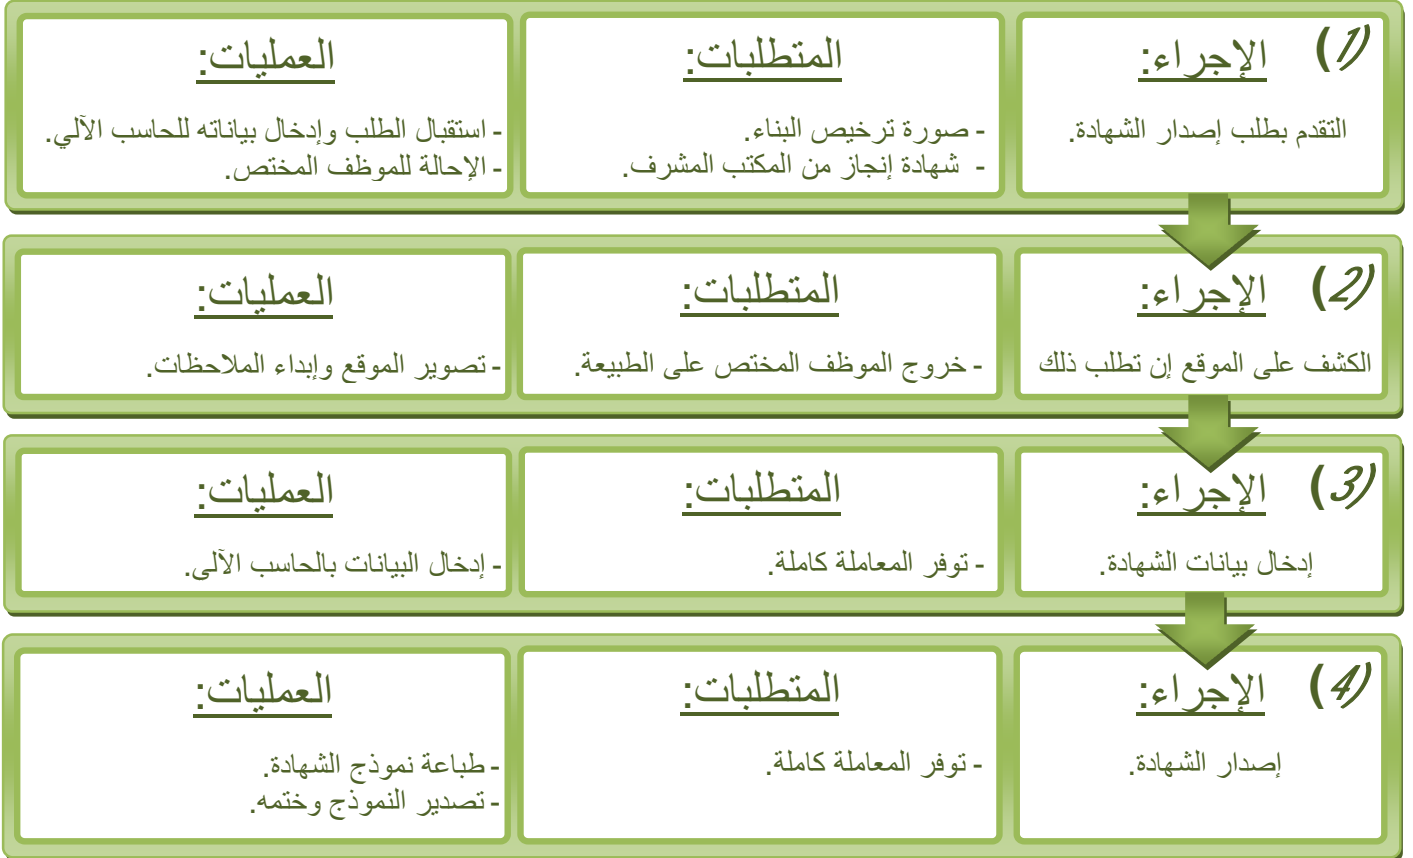 (1) الإجراء:
التقدم بطلب إصدار الشهادة.
المتطلبات:
- صورة ترخيص البناء.
- شهادة إنجاز من المكتب المشرف.
العمليات:
- استقبال الطلب وإدخال بياناته للحاسب الآلي.
- الإحالة للموظف المختص.
(2) الإجراء:
الكشف على الموقع إن تطلب ذلك
المتطلبات:
- خروج الموظف المختص على الطبيعة.
العمليات:
- تصوير الموقع وإبداء الملاحظات.
(3) الإجراء:
إدخال بيانات الشهادة.
المتطلبات:
- توفر المعاملة كاملة.
العمليات:
- إدخال البيانات بالحاسب الآلى.
(4) الإجراء:
إصدار الشهادة.
المتطلبات:
- توفر المعاملة كاملة.
العمليات:
- طباعة نموذج الشهادة.
- تصدير النموذج وختمه.